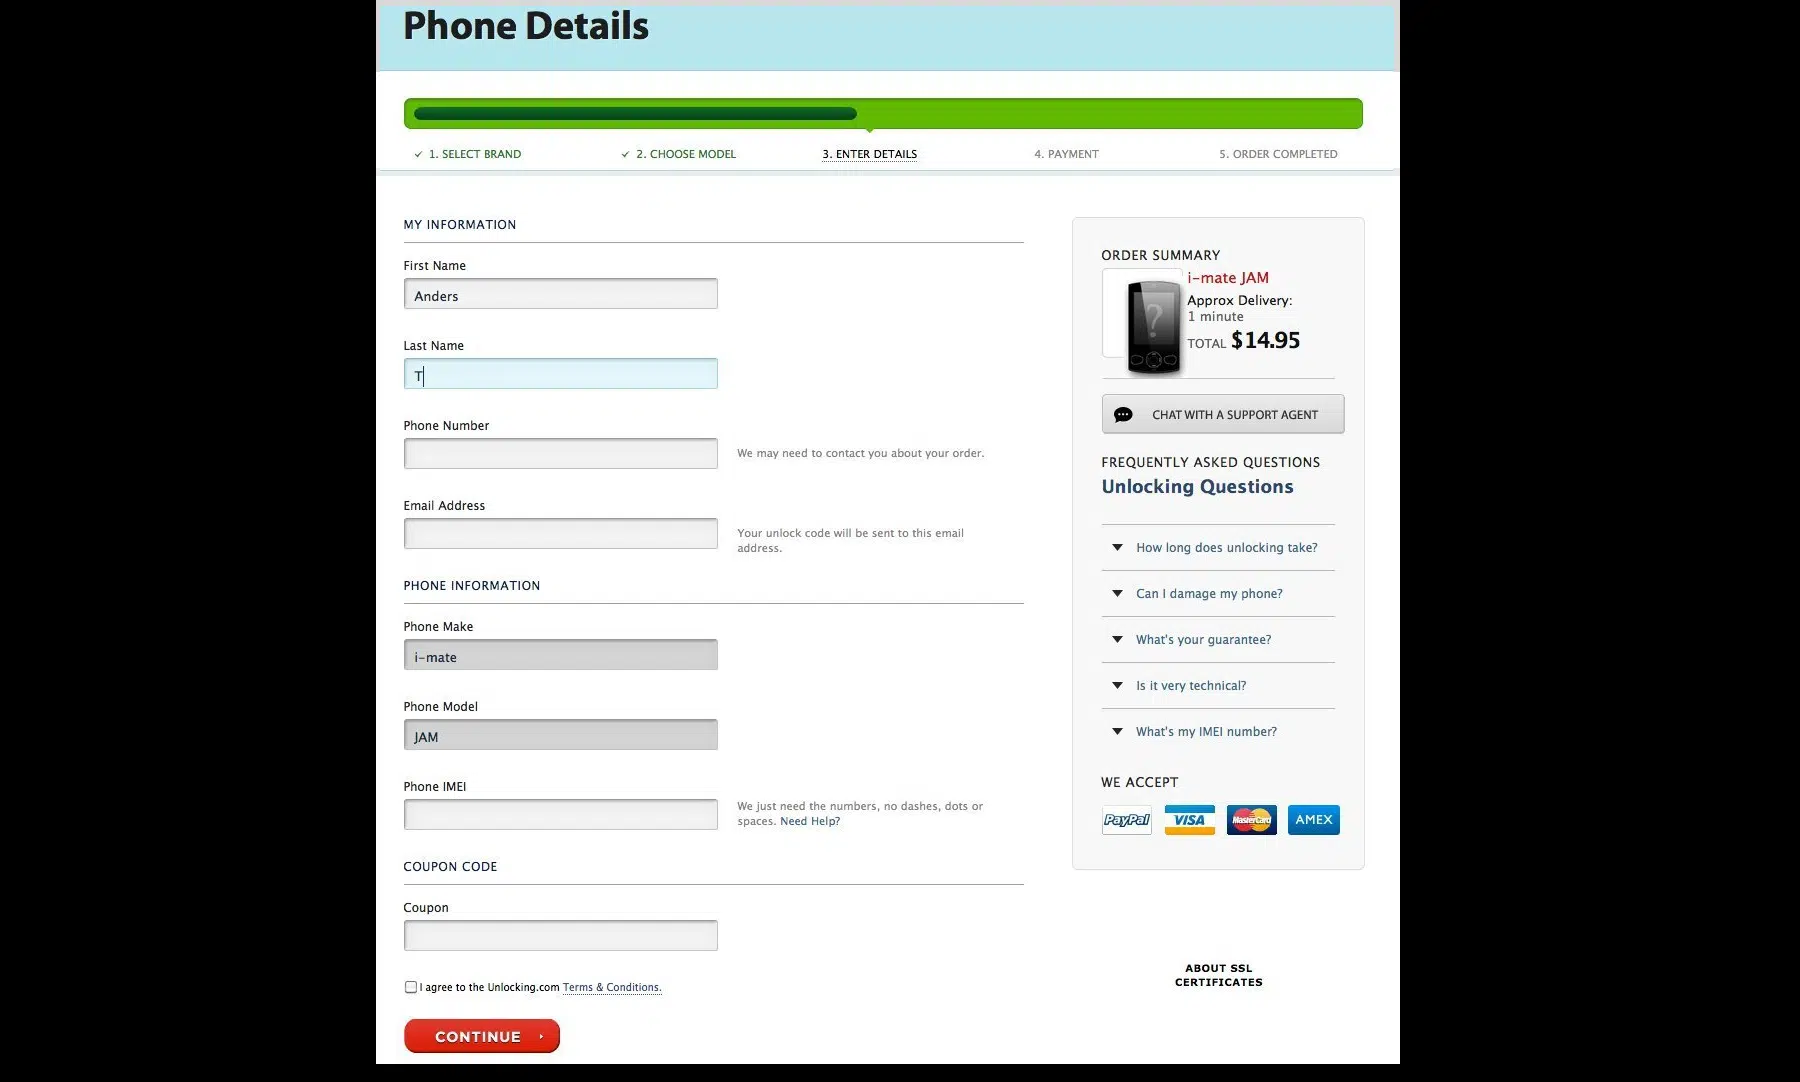 Phone Details
✓ 1. SELECT BRAND
✓ 2. CHOOSE MODEL
3. ENTER DETAILS
4. PAYMENT
5. ORDER COMPLETED
MY INFORMATION
First Name
Anders
Last Name
T
Phone Number
We may need to contact you about your order.
Email Address
Your unlock code will be sent to this email
address.
PHONE INFORMATION
Phone Make
i-mate
Phone Model
JAM
Phone IMEI
We just need the numbers, no dashes, dots or
spaces. Need Help?
COUPON CODE
Coupon
I agree to the Unlocking.com Terms & Conditions.
CONTINUE
ORDER SUMMARY
?
i-mate JAM
Approx Delivery:
1 minute
TOTAL $14.95
CHAT WITH A SUPPORT AGENT
FREQUENTLY ASKED QUESTIONS
Unlocking Questions
How long does unlocking take?
Can I damage my phone?
What's your guarantee?
Is it very technical?
What's my IMEI number?
WE ACCEPT
PayPal VISA MasterCard AMEX
ABOUT SSL
CERTIFICATES